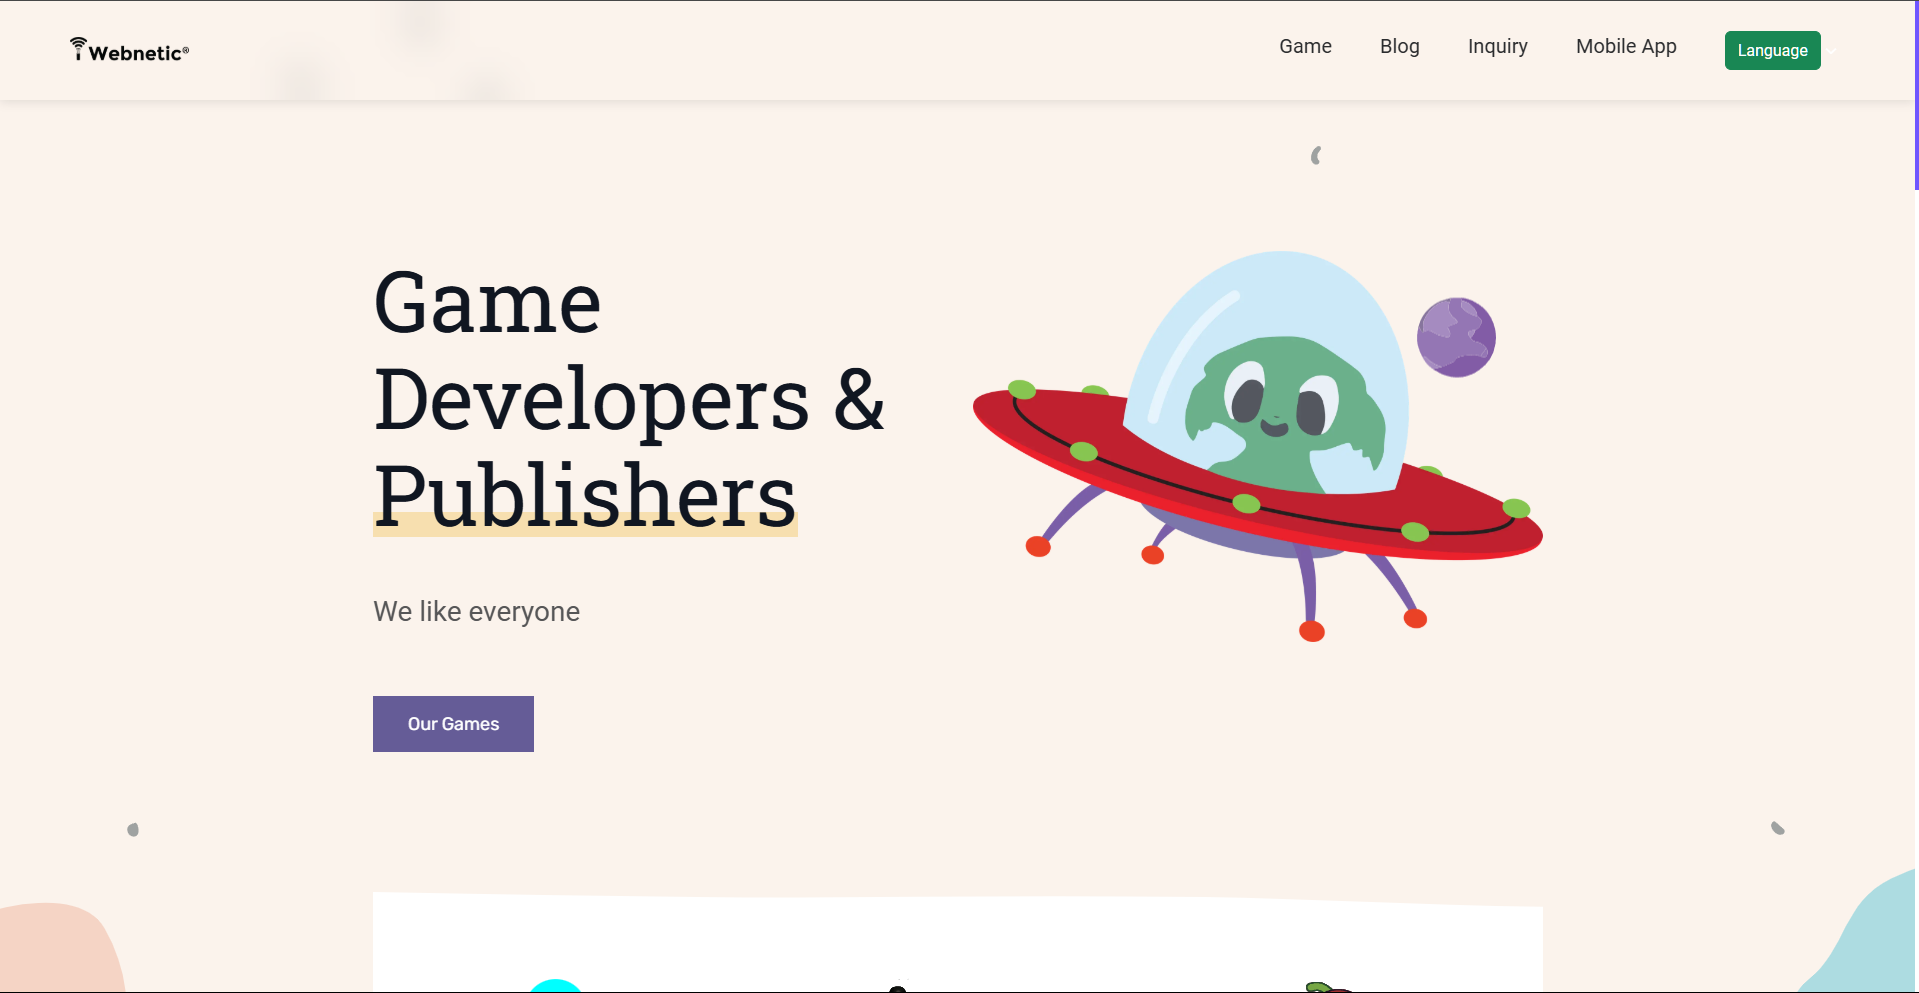 Webnetic®
Game
Blog
Inquiry
Mobile App
Language
Game
Developers &
Publishers
We like everyone
Our Games